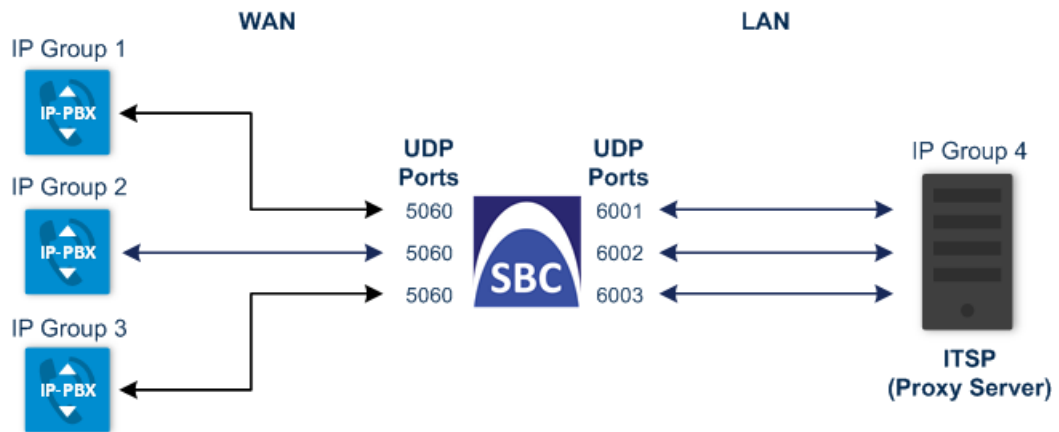 WAN
LAN
IP Group 1
IP-PBX
IP Group 2
IP-PBX
IP Group 3
IP-PBX
UDP
Ports
5060
5060
5060
SBC
UDP
Ports
6001
6002
6003
IP Group 4
ITSP
(Proxy Server)